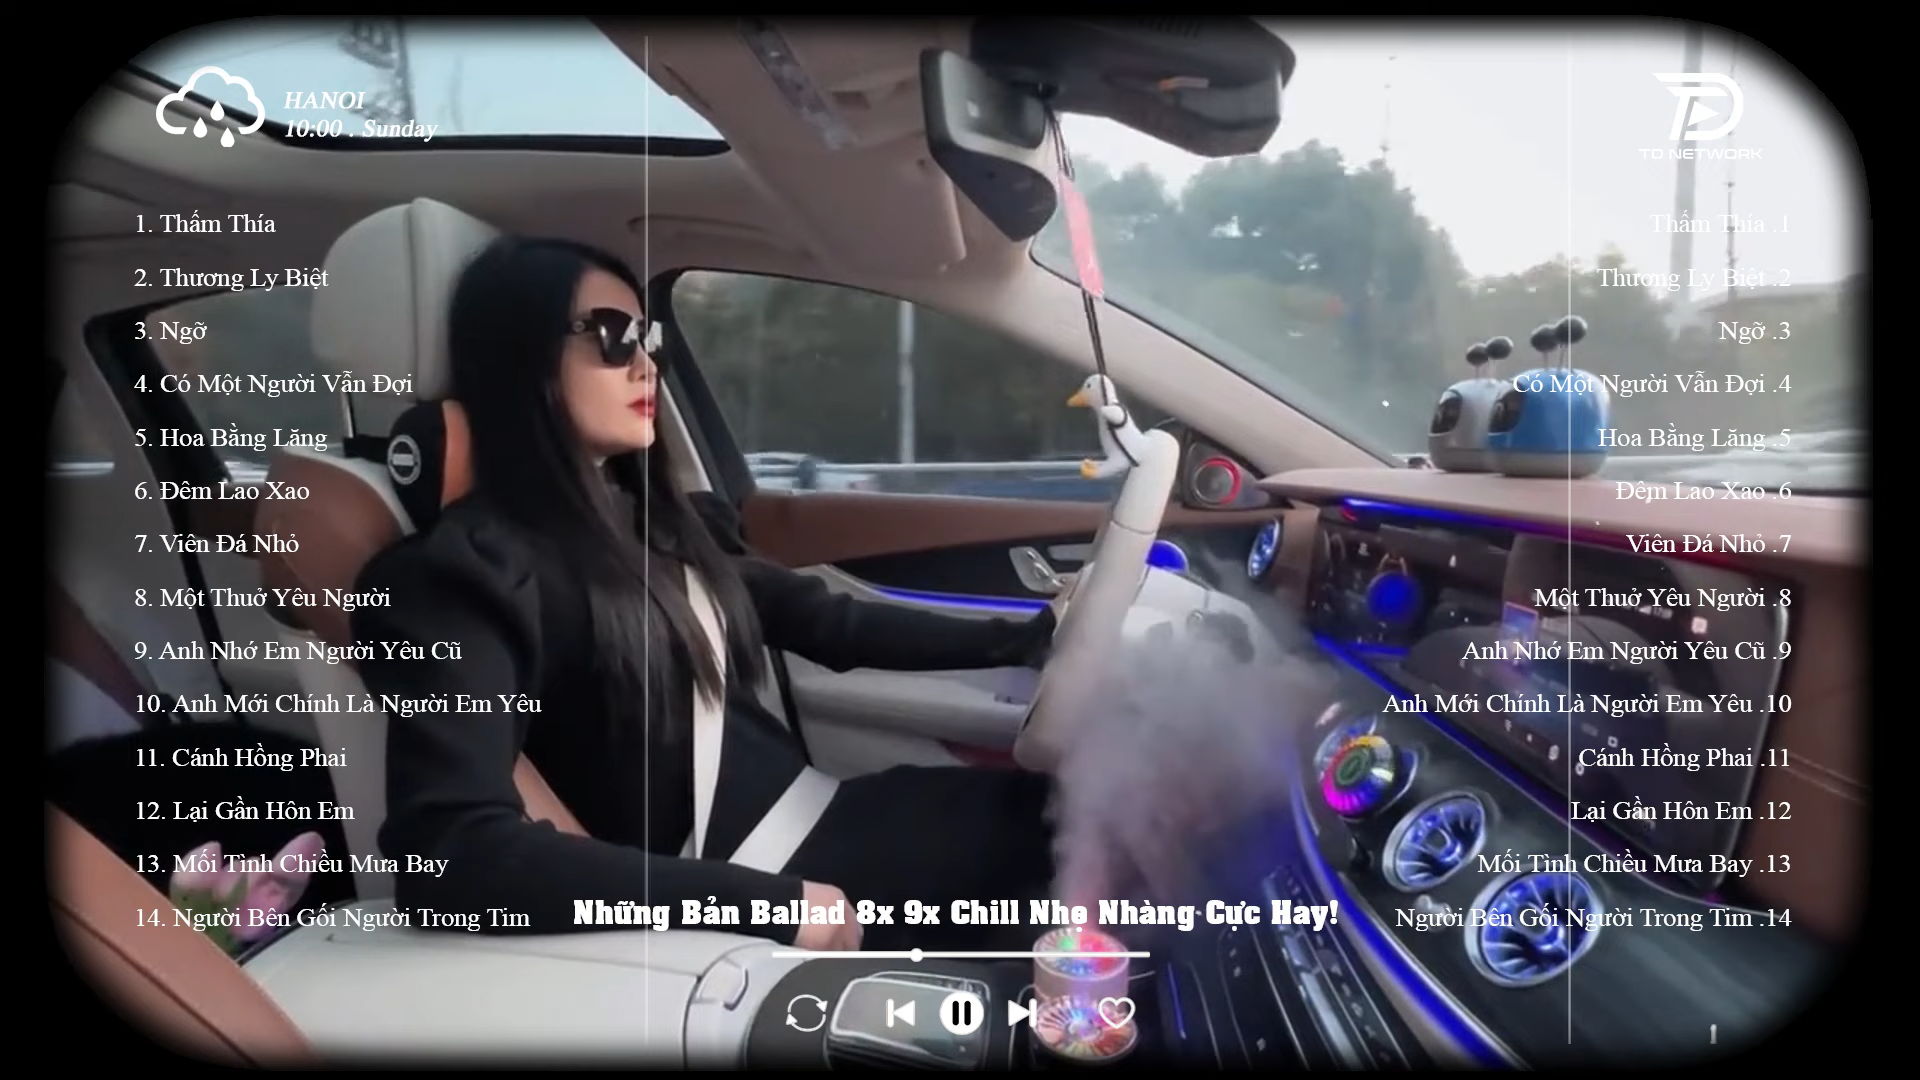 HANOI
10:00 . Sunday
TD NETWORK
1. Thấm Thía
2. Thương Ly Biệt
3. Ngỡ
4. Có Một Người Vẫn Đợi
5. Hoa Bằng Lăng
6. Đêm Lao Xao
7. Viên Đá Nhỏ
8. Một Thuở Yêu Người
9. Anh Nhớ Em Người Yêu Cũ
10. Anh Mới Chính Là Người Em Yêu
11. Cánh Hồng Phai
12. Lại Gần Hôn Em
13. Mối Tình Chiều Mưa Bay
14. Người Bên Gối Người Trong Tim
Thấm Thía .1
Thương Ly Biệt .2
Ngỡ .3
Có Một Người Vẫn Đợi .4
Hoa Bằng Lăng .5
Đêm Lao Xao .6
Viên Đá Nhỏ .7
Một Thuở Yêu Người .8
Anh Nhớ Em Người Yêu Cũ .9
Anh Mới Chính Là Người Em Yêu .10
Cánh Hồng Phai .11
Lại Gần Hôn Em .12
Mối Tình Chiều Mưa Bay .13
Người Bên Gối Người Trong Tim .14
Những Bản Ballad 8x 9x Chill Nhẹ Nhàng Cực Hay!